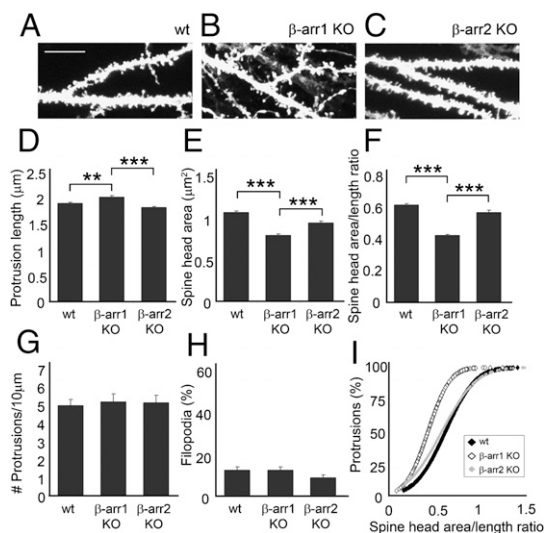 A wt B β-arr1 KO C β-arr2 KO
D E F
Protrusion length (μm)
2.5
2
1.5
1
0.5
0
** ***
wt β-arr1 KO β-arr2 KO
Spine head area (μm²)
1.5
1
0.5
0
*** ***
wt β-arr1 KO β-arr2 KO
Spine head area/length ratio
0.8
0.6
0.4
0.2
0
*** ***
wt β-arr1 KO β-arr2 KO
G H I
# Protrusions/10μm
6
5
4
3
2
1
0
wt β-arr1 KO β-arr2 KO
Filopodia (%)
60
40
20
0
wt β-arr1 KO β-arr2 KO
Protrusions (%)
100%
75
50
25
0
wt
β-arr1 KO
β-arr2 KO
0 0.5 1 1.5
Spine head area/length ratio